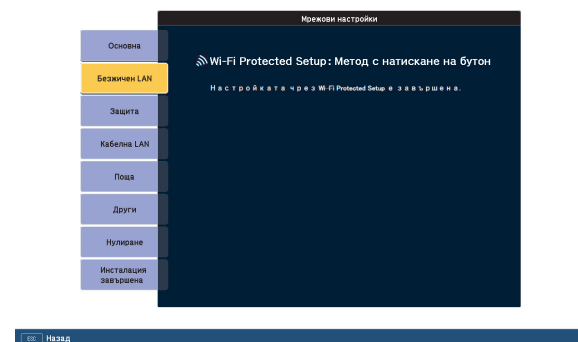 Мрежови настройки
Основна
Безжичен LAN
Защита
Кабелна LAN
Поща
Други
Нулиране
Инсталация
завършена
Wi-Fi Protected Setup: Метод с натискане на бутон
Настройката чрез Wi-Fi Protected Setup е завършена.
ESC Назад